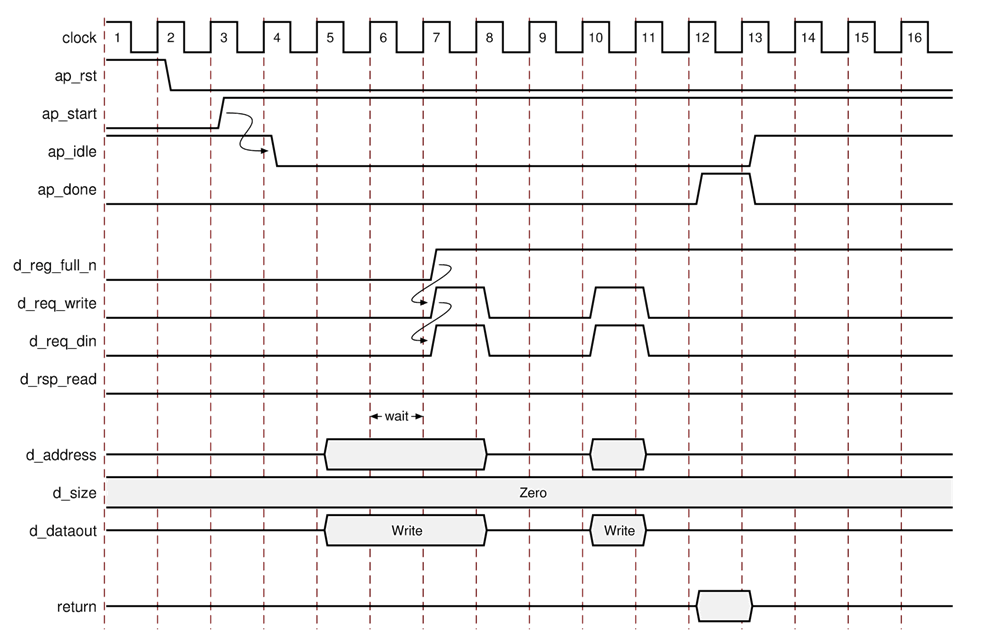 clock 1 2 3 4 5 6 7 8 9 10 11 12 13 14 15 16
ap_rst
ap_start
ap_idle
ap_done
d_reg_full_n
d_req_write
d_req_din
d_rsp_read
wait
d_address
d_size Zero
d_dataout Write Write
return